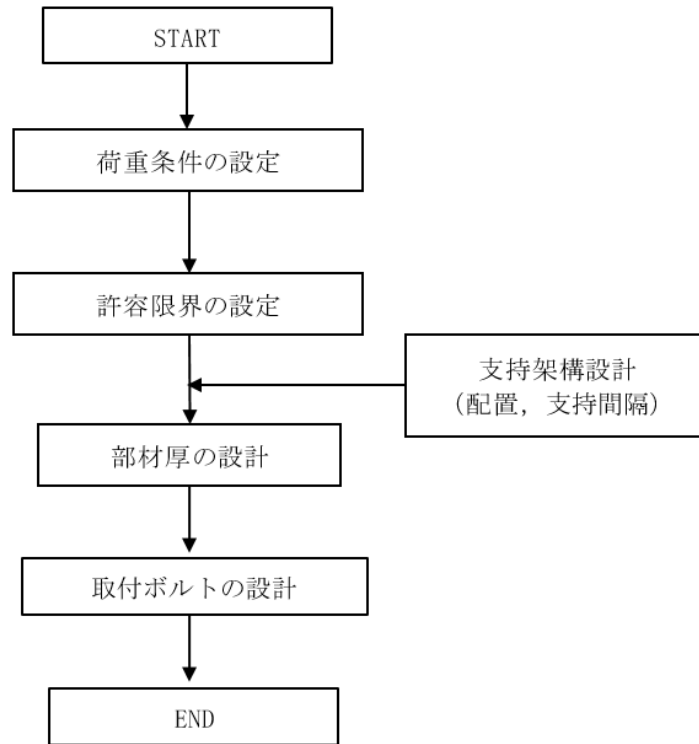 START
荷重条件の設定
許容限界の設定
支持架構設計
(配置, 支持間隔)
部材厚の設計
取付ボルトの設計
END